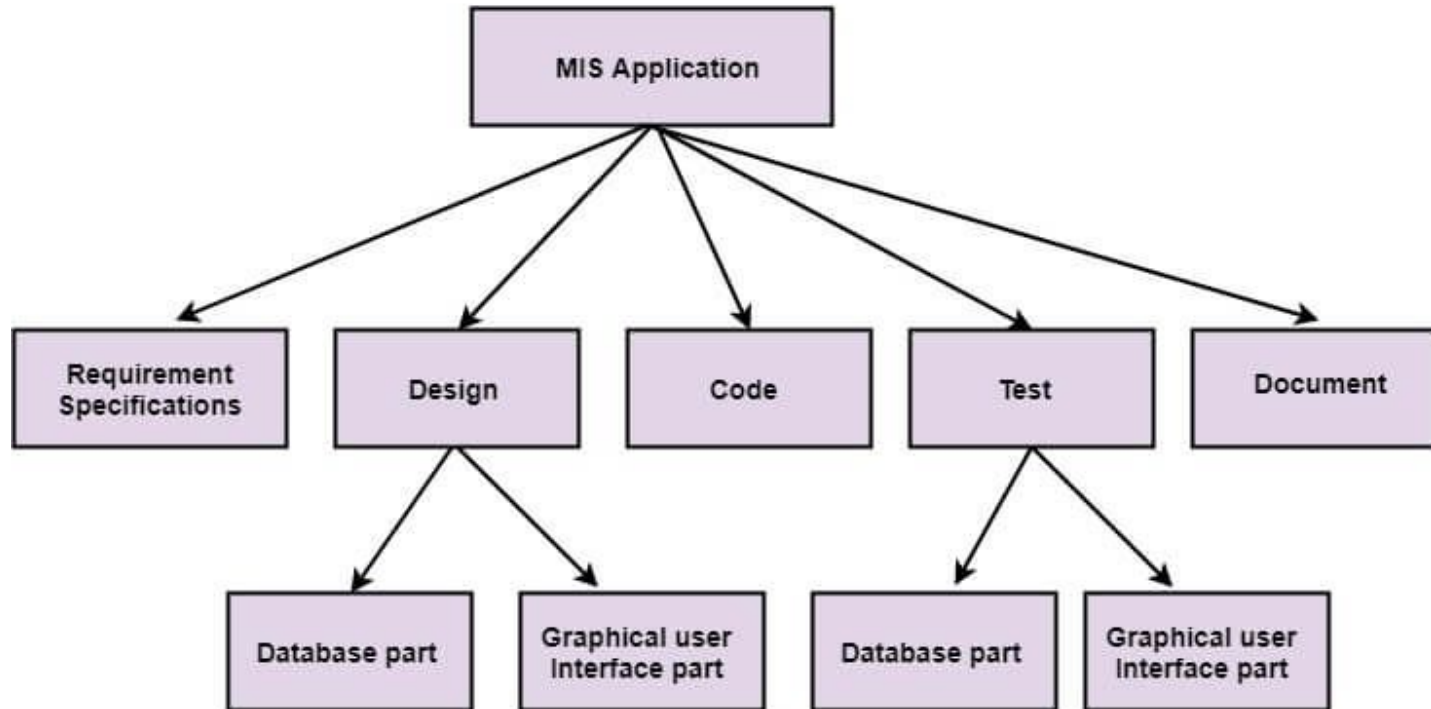 MIS Application
Requirement
Specifications
Design
Code
Test
Document
Database part
Graphical user
Interface part
Database part
Graphical user
Interface part